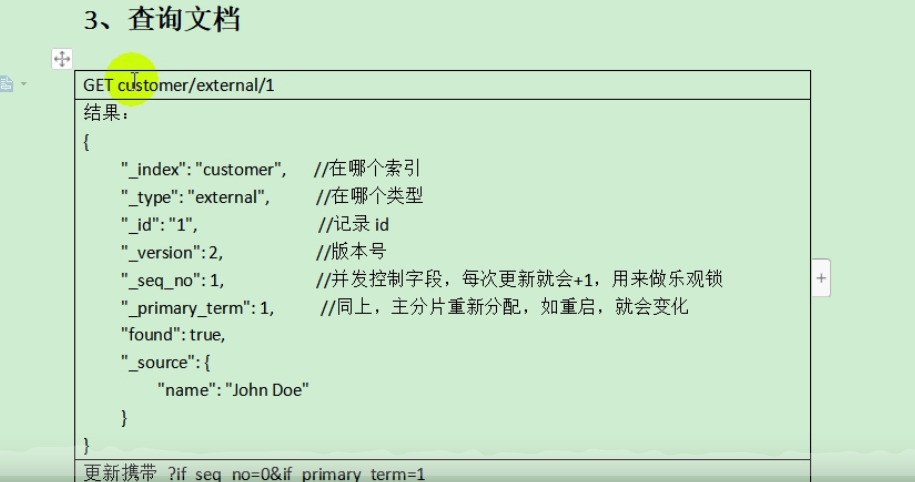 3、查询文档
GET customer/external/1
结果：
{
"_index": "customer", //在哪个索引
"_type": "external", //在哪个类型
"_id": "1", //记录 id
"_version": 2, //版本号
"_seq_no": 1, //并发控制字段，每次更新就会+1，用来做乐观锁
"_primary_term": 1, //同上，主分片重新分配，如重启，就会变化
"found": true,
"_source": {
"name": "John Doe"
}
}
更新携带 ?if_seq_no=0&if_primary_term=1